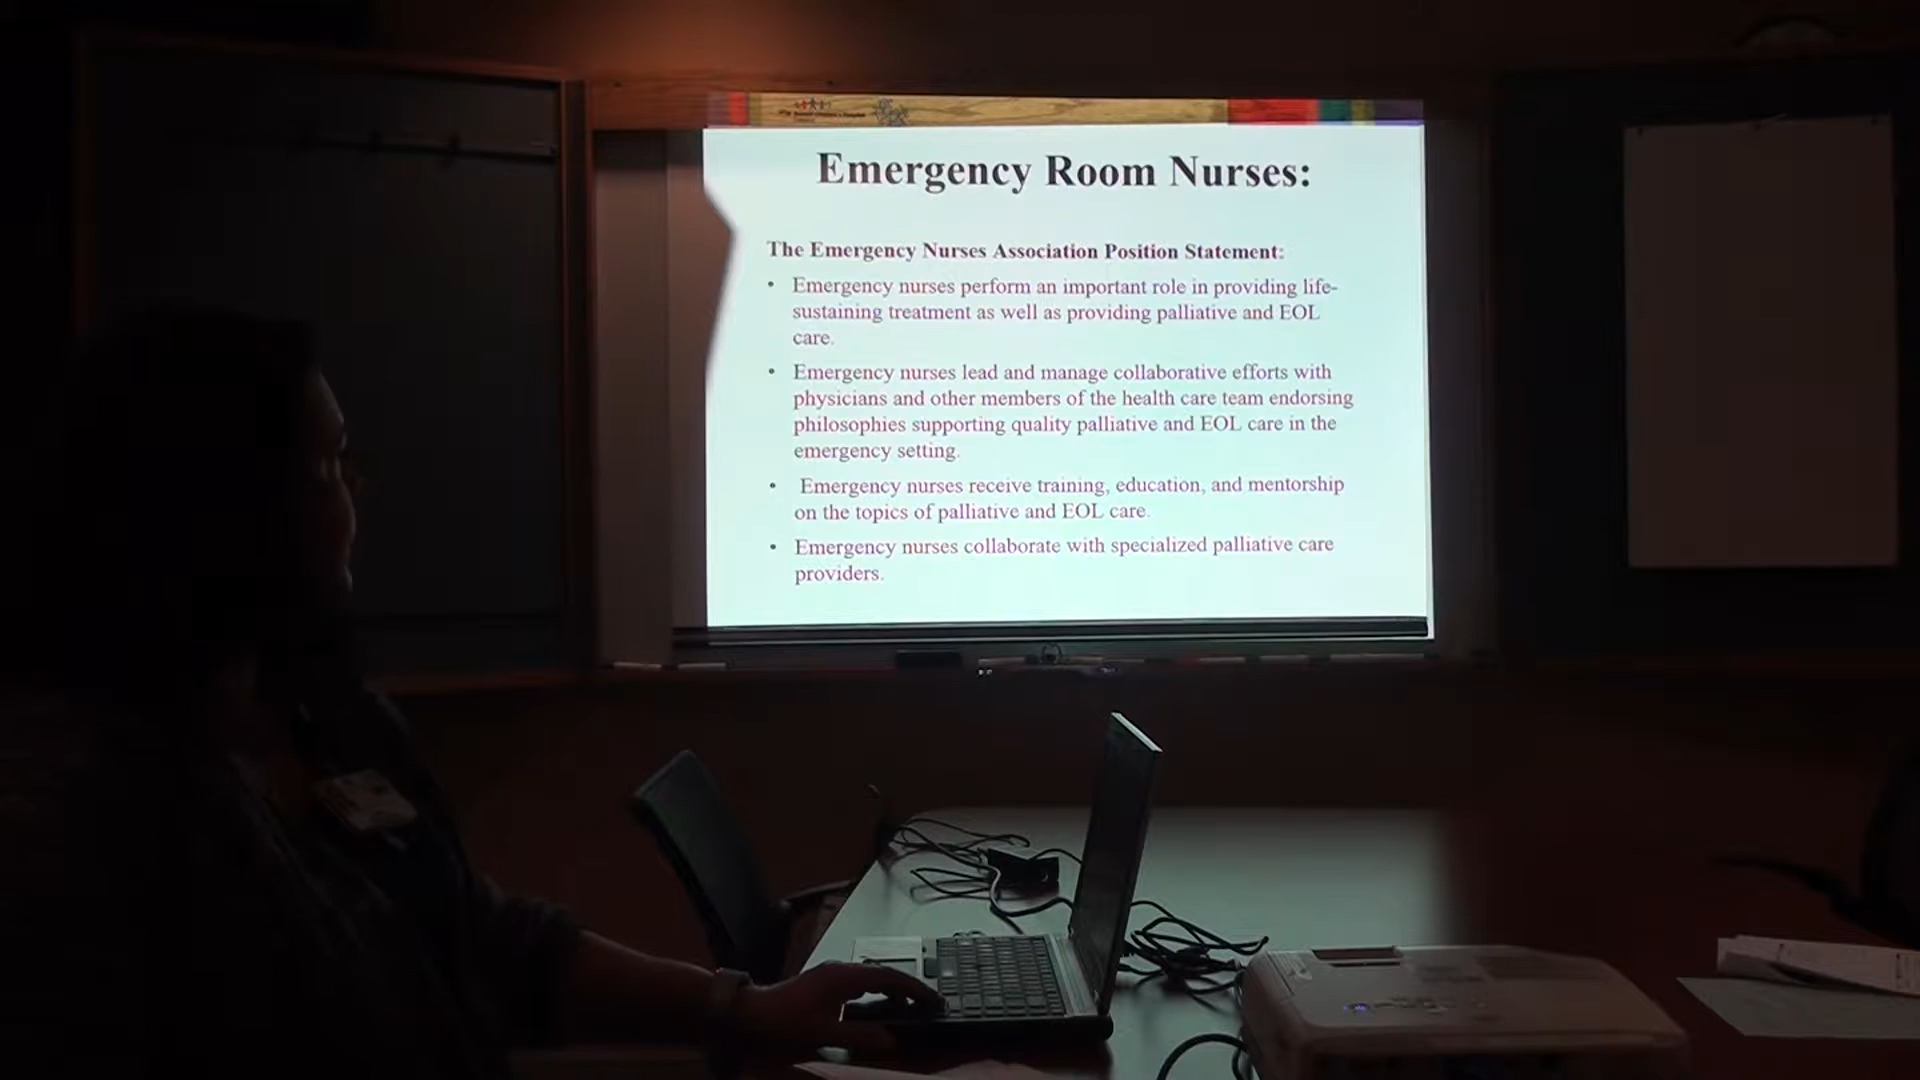 Emergency Room Nurses:
The Emergency Nurses Association Position Statement:
• Emergency nurses perform an important role in providing life-
sustaining treatment as well as providing palliative and EOL
care.
• Emergency nurses lead and manage collaborative efforts with
physicians and other members of the health care team endorsing
philosophies supporting quality palliative and EOL care in the
emergency setting.
• Emergency nurses receive training, education, and mentorship
on the topics of palliative and EOL care.
• Emergency nurses collaborate with specialized palliative care
providers.